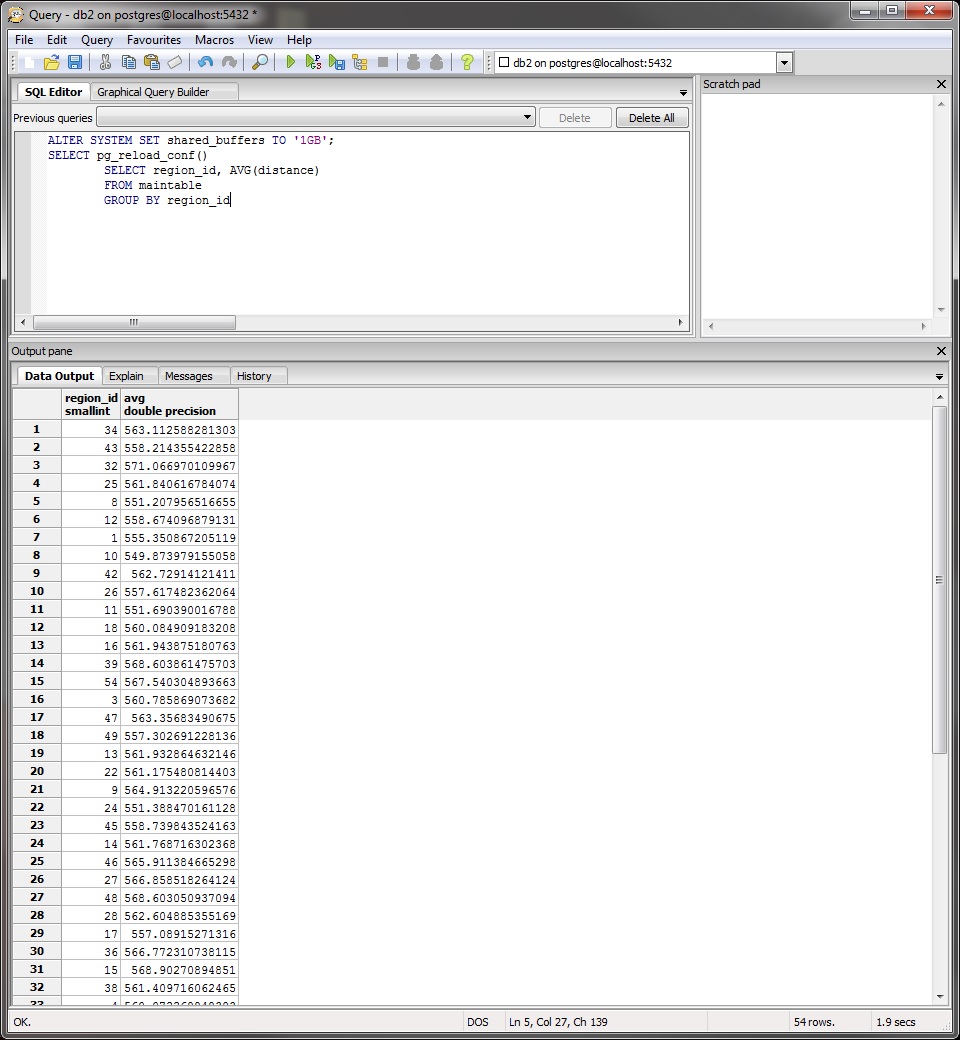 Query - db2 on postgres@localhost:5432 *
File Edit Query Favourites Macros View Help
db2 on postgres@localhost:5432
SQL Editor Graphical Query Builder
Previous queries Delete Delete All
ALTER SYSTEM SET shared_buffers TO '1GB';
SELECT pg_reload_conf()
SELECT region_id, AVG(distance)
FROM maintable
GROUP BY region_id
Scratch pad
Output pane
Data Output Explain Messages History
region_id avg
smallint double precision
1 34 563.112588281303
2 43 558.214355422858
3 32 571.066970109967
4 25 561.840616784074
5 8 551.207956516655
6 12 558.674096879131
7 1 555.350867205119
8 10 549.873979155058
9 42 562.72914121411
10 26 557.617482362064
11 11 551.690390016788
12 18 560.084909183208
13 16 561.943875180763
14 39 568.603861475703
15 54 567.540304893663
16 3 560.785869073682
17 47 563.35683490675
18 49 557.302691228136
19 13 561.932864632146
20 22 561.175480814403
21 9 564.913220596576
22 24 551.388470161128
23 45 558.739843524163
24 14 561.768716302368
25 46 565.911384665298
26 27 566.858518264124
27 48 568.603050937094
28 28 562.604885355169
29 17 557.08915271316
30 36 566.772310738115
31 15 568.90270894851
32 38 561.409716062465
OK. DOS Ln 5, Col 27, Ch 139 54 rows. 1.9 secs